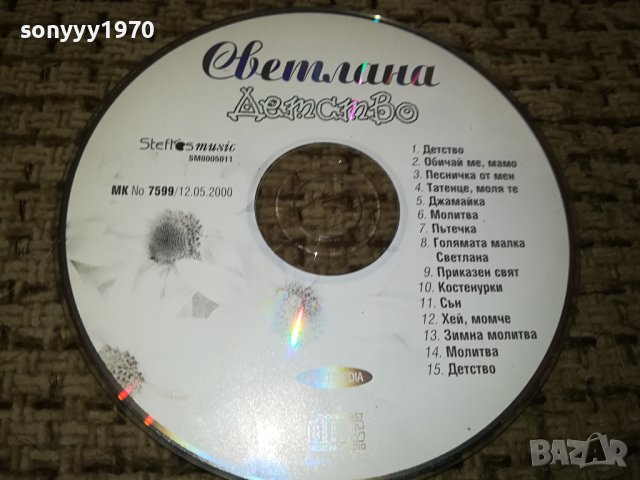 sonyyy1970
Светлана
Детство
Steffos music
SM0005011
МК No 7599/12.05.2000
1. Детство
2. Обичай ме, мамо
3. Песничка от мен
4. Татенце, моля те
5. Джамайка
6. Молитва
7. Пътечка
8. Голямата малка
Светлана
9. Приказен свят
10. Костенурки
11. Сън
12. Хей, момче
13. Зимна молитва
14. Молитва
15. Детство
BAZAR